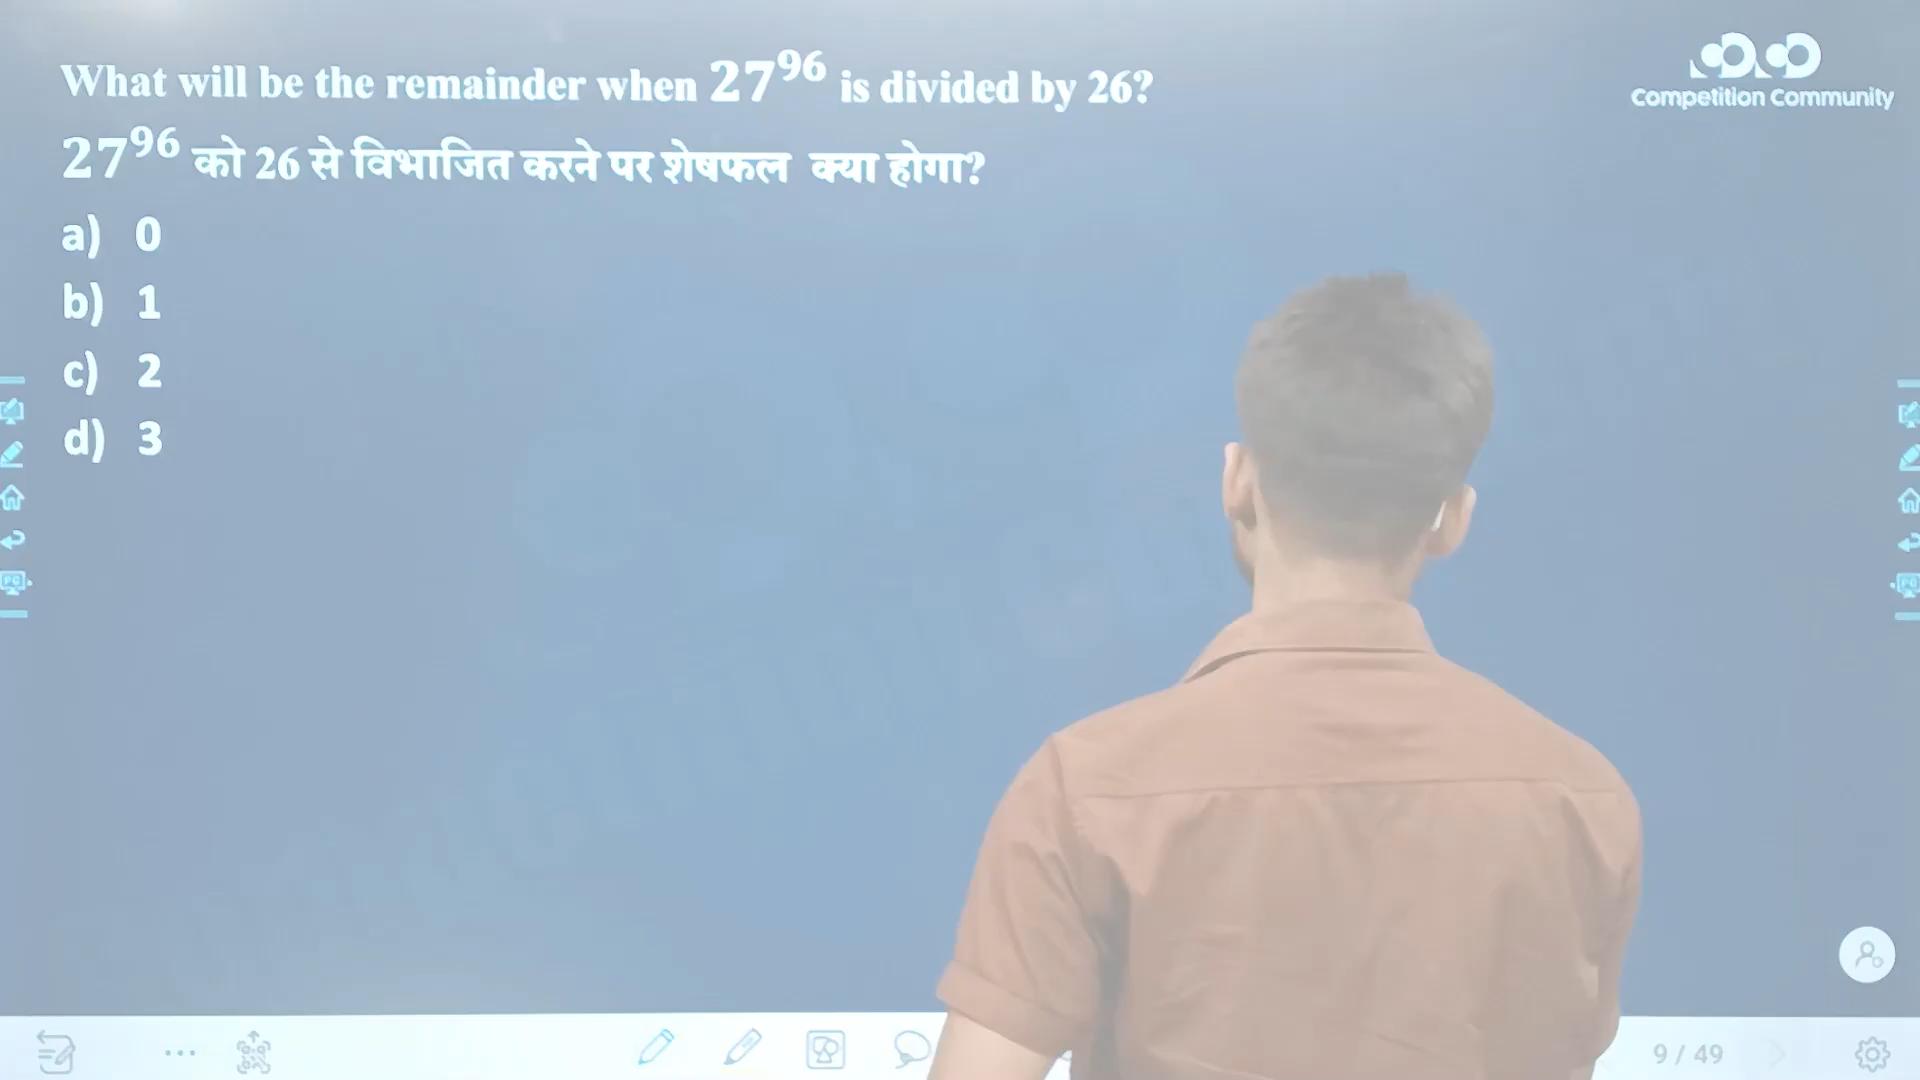 What will be the remainder when 27^96 is divided by 26?
27^96 को 26 से विभाजित करने पर शेषफल क्या होगा?
a) 0
b) 1
c) 2
d) 3
Competition Community
9 / 49